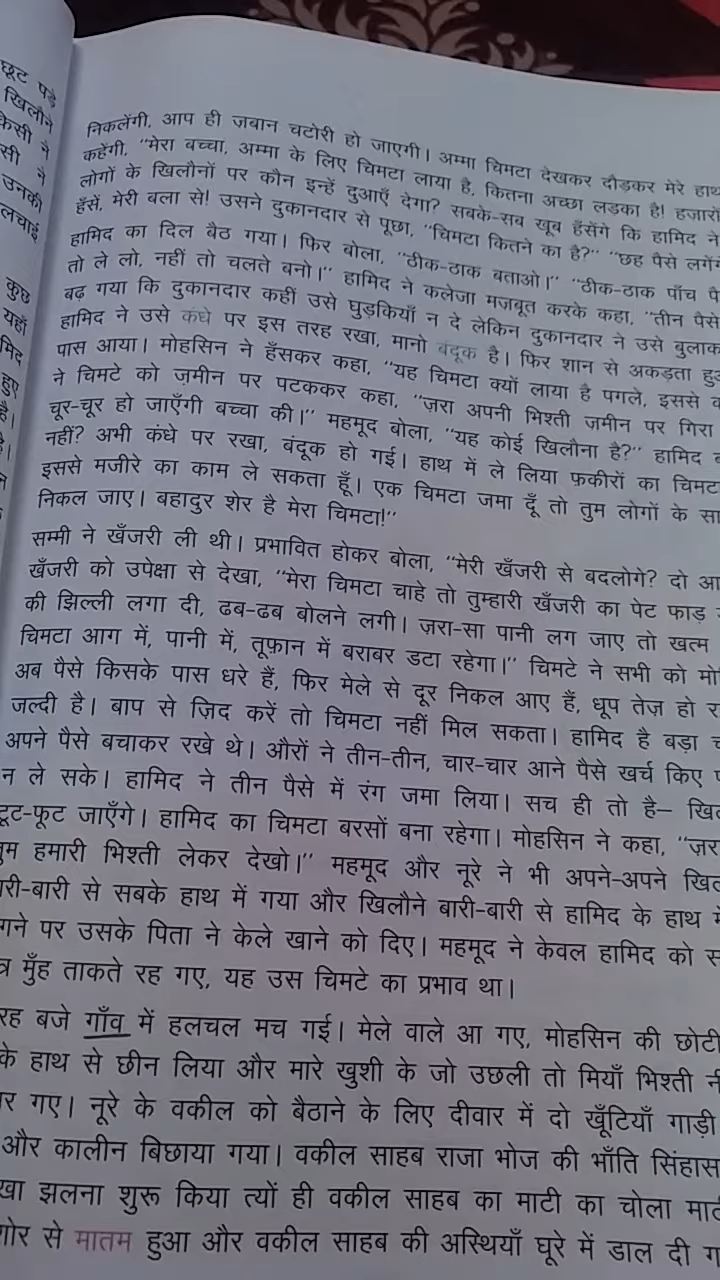 छूट पड़े
खिलौने
किसी ने
सी ने
उनकी
लचाई
कुछ
यहाँ
मिद
हुए
है।
निकलेंगी, आप ही ज़बान चटोरी हो जाएगी। अम्मा चिमटा देखकर दौड़कर मेरे हाथ
कहेंगी, "मेरा बच्चा, अम्मा के लिए चिमटा लाया है, कितना अच्छा लड़का है! हजारों
लोगों के खिलौनों पर कौन इन्हें दुआएँ देगा? सबके-सब खूब हँसेंगे कि हामिद ने
हँसें, मेरी बला से! उसने दुकानदार से पूछा, "चिमटा कितने का है?" "छह पैसे लगेंगे
हामिद का दिल बैठ गया। फिर बोला, "ठीक-ठाक बताओ।" "ठीक-ठाक पाँच पै
तो ले लो, नहीं तो चलते बनो।" हामिद ने कलेजा मज़बूत करके कहा, "तीन पैसे
बढ़ गया कि दुकानदार कहीं उसे घुड़कियाँ न दे लेकिन दुकानदार ने उसे बुलाक
हामिद ने उसे कंधे पर इस तरह रखा, मानो बंदूक है। फिर शान से अकड़ता हु
पास आया। मोहसिन ने हँसकर कहा, "यह चिमटा क्यों लाया है पगले, इससे क
ने चिमटे को ज़मीन पर पटककर कहा, "ज़रा अपनी भिश्ती ज़मीन पर गिरा
चूर-चूर हो जाएँगी बच्चा की।" महमूद बोला, "यह कोई खिलौना है?" हामिद ब
नहीं? अभी कंधे पर रखा, बंदूक हो गई। हाथ में ले लिया फ़कीरों का चिमट
इससे मजीरे का काम ले सकता हूँ। एक चिमटा जमा दूँ तो तुम लोगों के सा
निकल जाए। बहादुर शेर है मेरा चिमटा!"
सम्मी ने खँजरी ली थी। प्रभावित होकर बोला, "मेरी खँजरी से बदलोगे? दो आ
खँजरी को उपेक्षा से देखा, "मेरा चिमटा चाहे तो तुम्हारी खँजरी का पेट फाड़
की झिल्ली लगा दी, ढब-ढब बोलने लगी। ज़रा-सा पानी लग जाए तो खत्म
चिमटा आग में, पानी में, तूफ़ान में बराबर डटा रहेगा।" चिमटे ने सभी को मो
अब पैसे किसके पास धरे हैं, फिर मेले से दूर निकल आए हैं, धूप तेज़ हो र
जल्दी है। बाप से ज़िद करें तो चिमटा नहीं मिल सकता। हामिद है बड़ा च
अपने पैसे बचाकर रखे थे। औरों ने तीन-तीन, चार-चार आने पैसे खर्च किए प
न ले सके। हामिद ने तीन पैसे में रंग जमा लिया। सच ही तो है– खिल
टूट-फूट जाएँगे। हामिद का चिमटा बरसों बना रहेगा। मोहसिन ने कहा, "ज़र
तुम हमारी भिश्ती लेकर देखो।" महमूद और नूरे ने भी अपने-अपने खिल
ारी-बारी से सबके हाथ में गया और खिलौने बारी-बारी से हामिद के हाथ में
गने पर उसके पिता ने केले खाने को दिए। महमूद ने केवल हामिद को स
त्र मुँह ताकते रह गए, यह उस चिमटे का प्रभाव था।
रह बजे गाँव में हलचल मच गई। मेले वाले आ गए, मोहसिन की छोटी
के हाथ से छीन लिया और मारे खुशी के जो उछली तो मियाँ भिश्ती नी
र गए। नूरे के वकील को बैठाने के लिए दीवार में दो खूँटियाँ गाड़ी
और कालीन बिछाया गया। वकील साहब राजा भोज की भाँति सिंहास
खा झलना शुरू किया त्यों ही वकील साहब का माटी का चोला माट
ोर से मातम हुआ और वकील साहब की अस्थियाँ घूरे में डाल दी ग